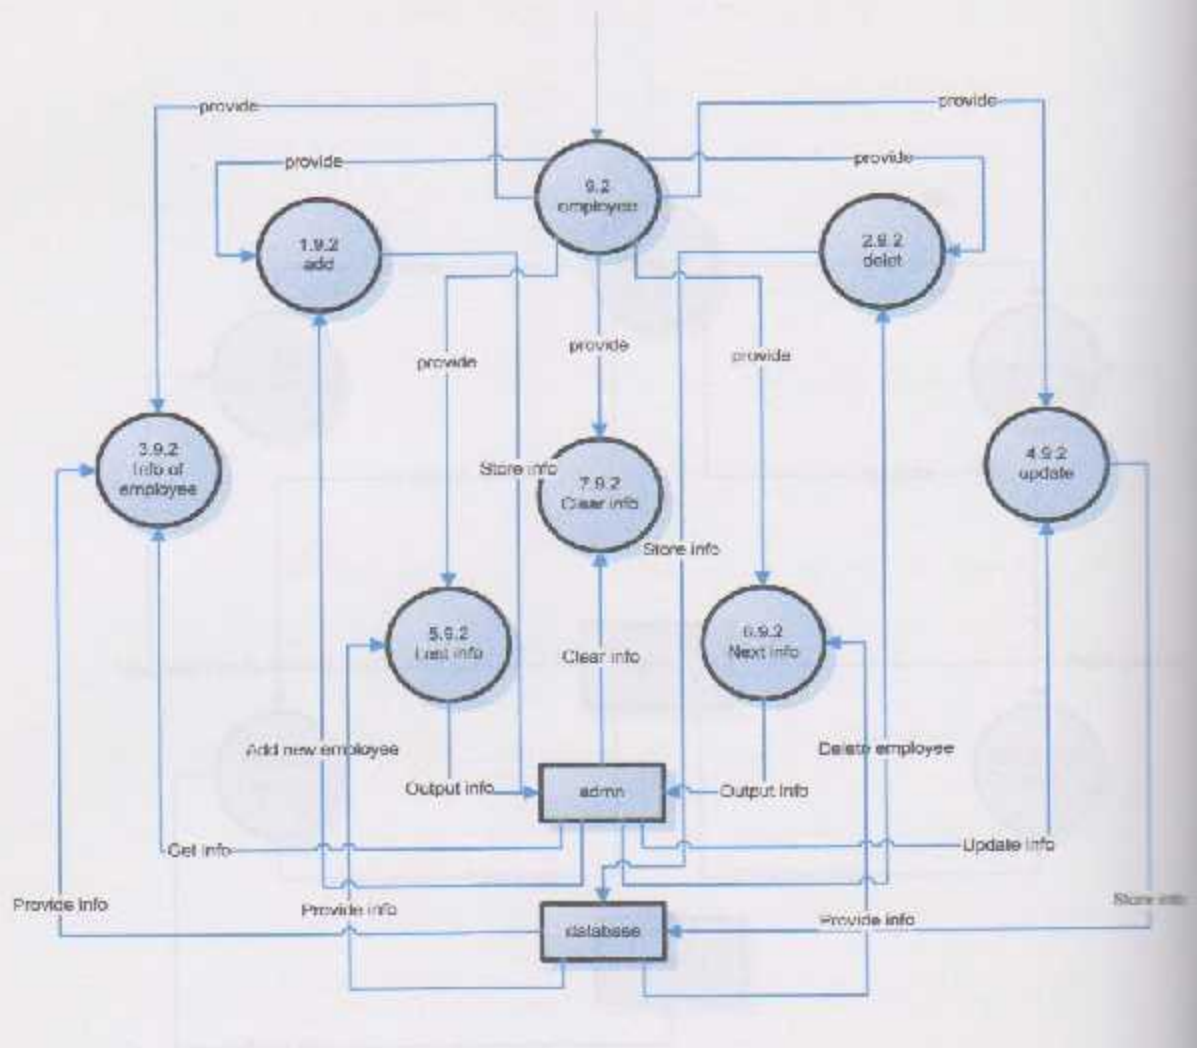 provide
provide
provide
provide
9.2
employee
1.9.2
add
2.9.2
delet
provide
provide
provide
3.9.2
Info of
employee
Store info
7.9.2
Clear info
4.9.2
update
Store info
5.9.2
Last info
6.9.2
Next info
Clear info
Add new employee
Delete employee
Output info
admn
Output info
Get info
Update info
Provide info
Provide info
database
Provide info
Store info